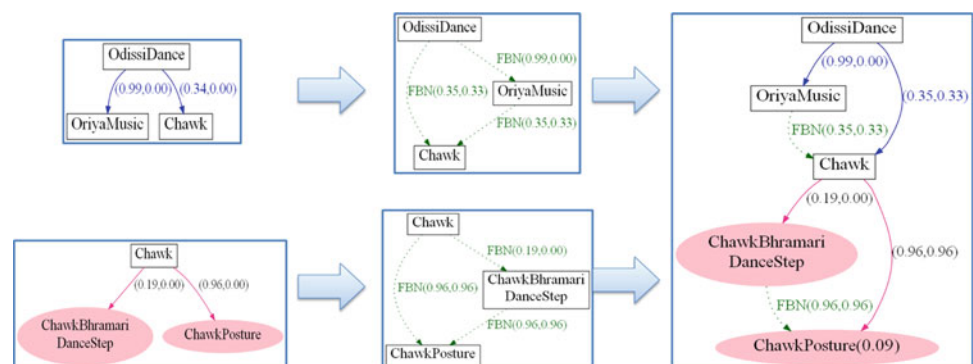 OdissiDance
(0.99,0.00)
(0.34,0.00)
OriyaMusic
Chawk
OdissiDance
FBN(0.99,0.00)
FBN(0.35,0.33)
OriyaMusic
FBN(0.35,0.33)
Chawk
OdissiDance
(0.99,0.00)
OriyaMusic
(0.35,0.33)
FBN(0.35,0.33)
Chawk
(0.19,0.00)
ChawkBhramari
DanceStep
(0.96,0.96)
FBN(0.96,0.96)
ChawkPosture(0.09)
Chawk
(0.19,0.00)
(0.96,0.00)
ChawkBhramari
DanceStep
ChawkPosture
Chawk
FBN(0.19,0.00)
FBN(0.96,0.96)
ChawkBhramari
DanceStep
FBN(0.96,0.96)
ChawkPosture